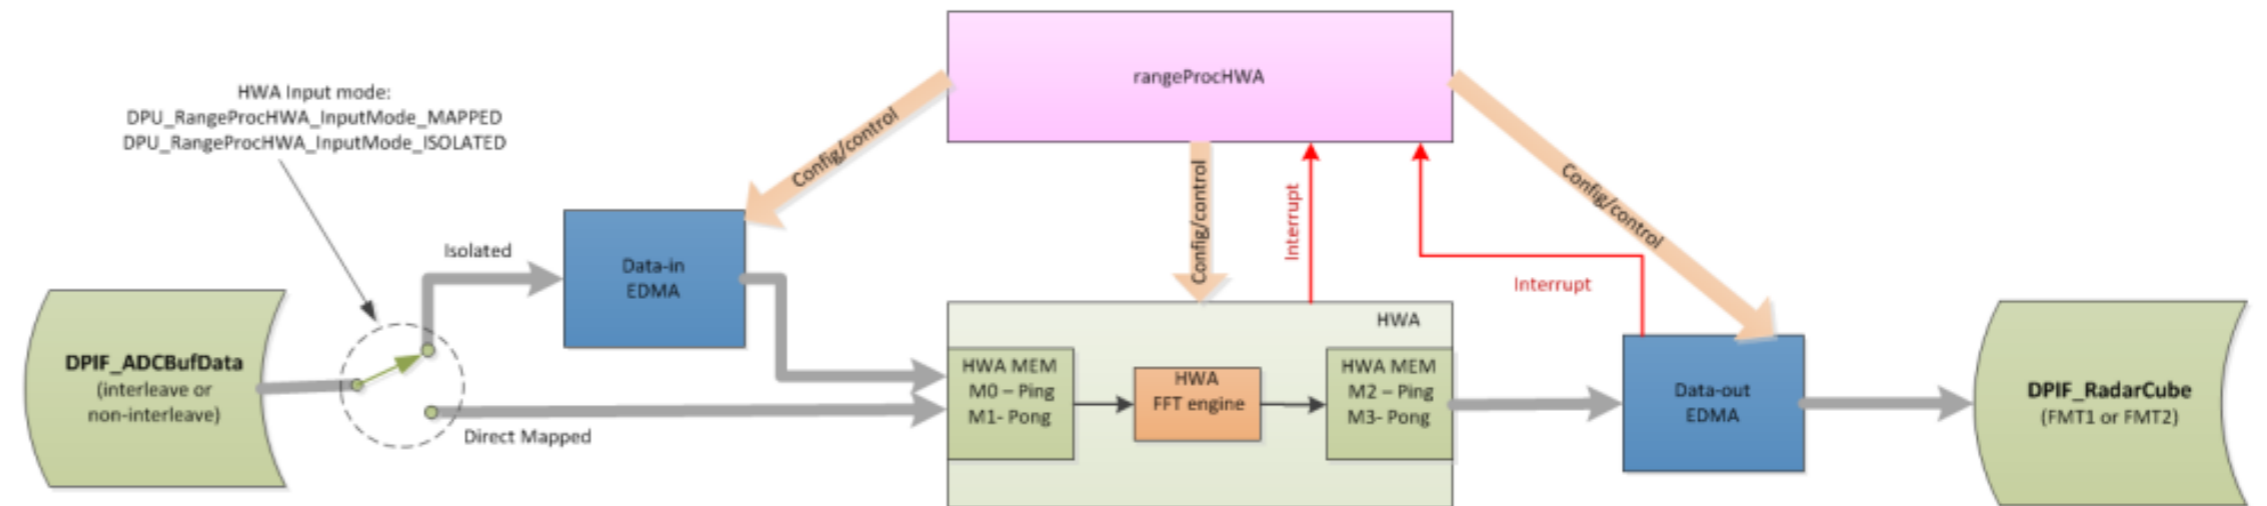 rangeProcHWA
HWA Input mode:
DPU_RangeProcHWA_InputMode_MAPPED
DPU_RangeProcHWA_InputMode_ISOLATED
Config/control
Config/control
Interrupt
Config/control
Isolated
Data-in
EDMA
Interrupt
HWA
DPIF_ADCBufData
(interleave or
non-interleave)
Direct Mapped
HWA MEM
M0 – Ping
M1- Pong
HWA
FFT engine
HWA MEM
M2 – Ping
M3- Pong
Data-out
EDMA
DPIF_RadarCube
(FMT1 or FMT2)